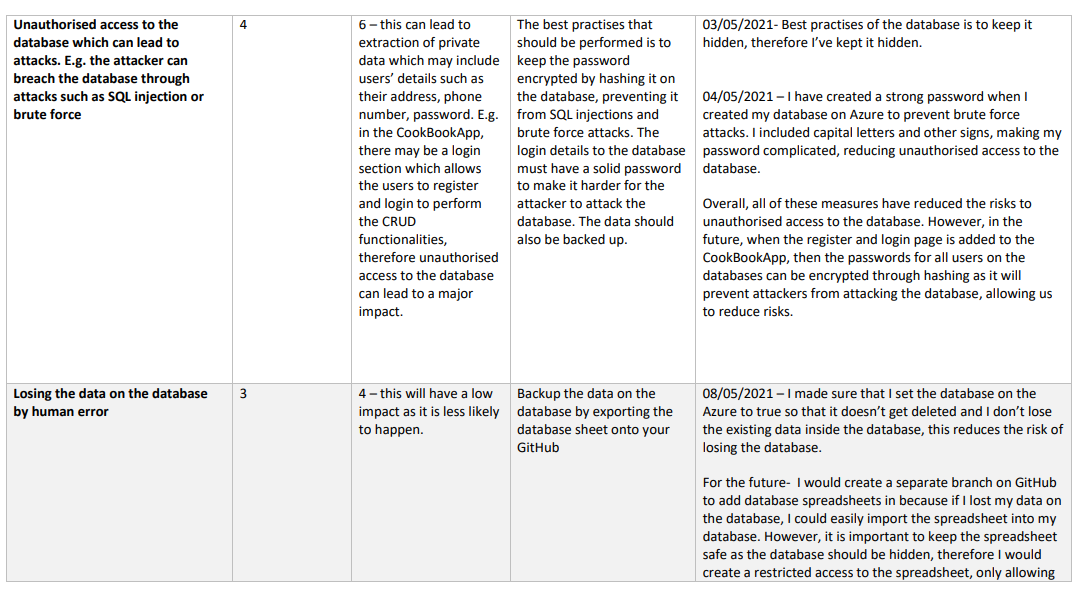 Unauthorised access to the
database which can lead to
attacks. E.g. the attacker can
breach the database through
attacks such as SQL injection or
brute force
4
6 – this can lead to
extraction of private
data which may include
users’ details such as
their address, phone
number, password. E.g.
in the CookBookApp,
there may be a login
section which allows
the users to register
and login to perform
the CRUD
functionalities,
therefore unauthorised
access to the database
can lead to a major
impact.
The best practises that
should be performed is to
keep the password
encrypted by hashing it on
the database, preventing it
from SQL injections and
brute force attacks. The
login details to the database
must have a solid password
to make it harder for the
attacker to attack the
database. The data should
also be backed up.
03/05/2021- Best practises of the database is to keep it
hidden, therefore I’ve kept it hidden.
04/05/2021 – I have created a strong password when I
created my database on Azure to prevent brute force
attacks. I included capital letters and other signs, making my
password complicated, reducing unauthorised access to the
database.
Overall, all of these measures have reduced the risks to
unauthorised access to the database. However, in the
future, when the register and login page is added to the
CookBookApp, then the passwords for all users on the
databases can be encrypted through hashing as it will
prevent attackers from attacking the database, allowing us
to reduce risks.
Losing the data on the database
by human error
3
4 – this will have a low
impact as it is less likely
to happen.
Backup the data on the
database by exporting the
database sheet onto your
GitHub
08/05/2021 – I made sure that I set the database on the
Azure to true so that it doesn’t get deleted and I don’t lose
the existing data inside the database, this reduces the risk of
losing the database.
For the future-  I would create a separate branch on GitHub
to add database spreadsheets in because if I lost my data on
the database, I could easily import the spreadsheet into my
database. However, it is important to keep the spreadsheet
safe as the database should be hidden, therefore I would
create a restricted access to the spreadsheet, only allowing